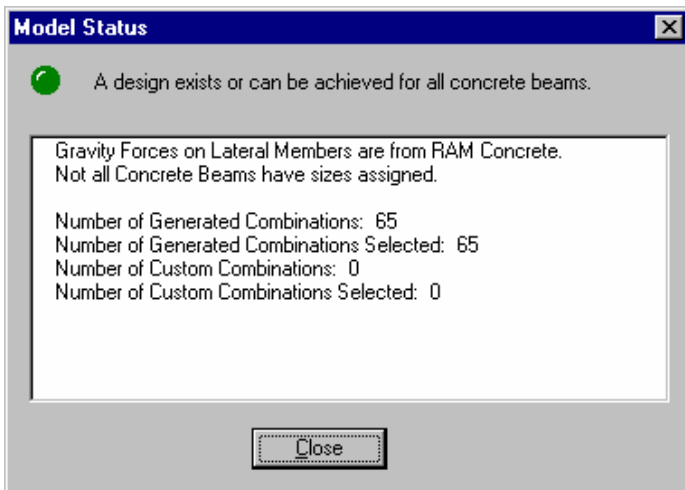 Model Status
A design exists or can be achieved for all concrete beams.
Gravity Forces on Lateral Members are from RAM Concrete.
Not all Concrete Beams have sizes assigned.
Number of Generated Combinations: 65
Number of Generated Combinations Selected: 65
Number of Custom Combinations: 0
Number of Custom Combinations Selected: 0
Close